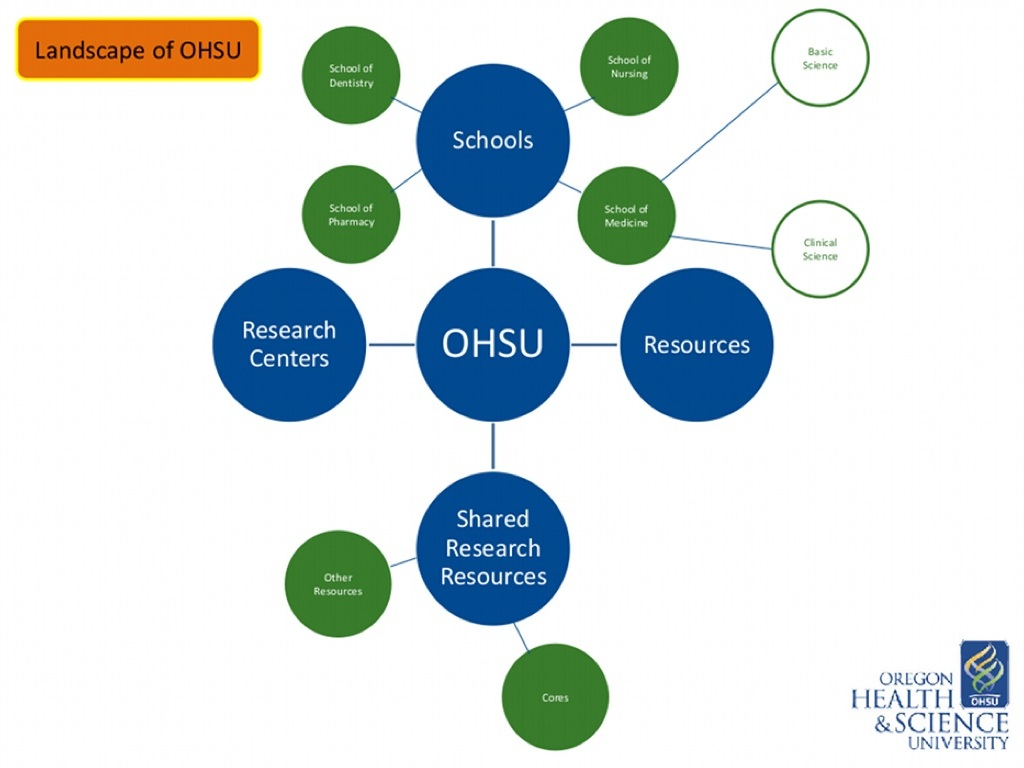 Landscape of OHSU
School of
Dentistry
School of
Nursing
Basic
Science
Schools
School of
Pharmacy
School of
Medicine
Clinical
Science
Research
Centers
OHSU
Resources
Shared
Research
Resources
Other
Resources
Cores
OHSU
OREGON
HEALTH
&SCIENCE
UNIVERSITY